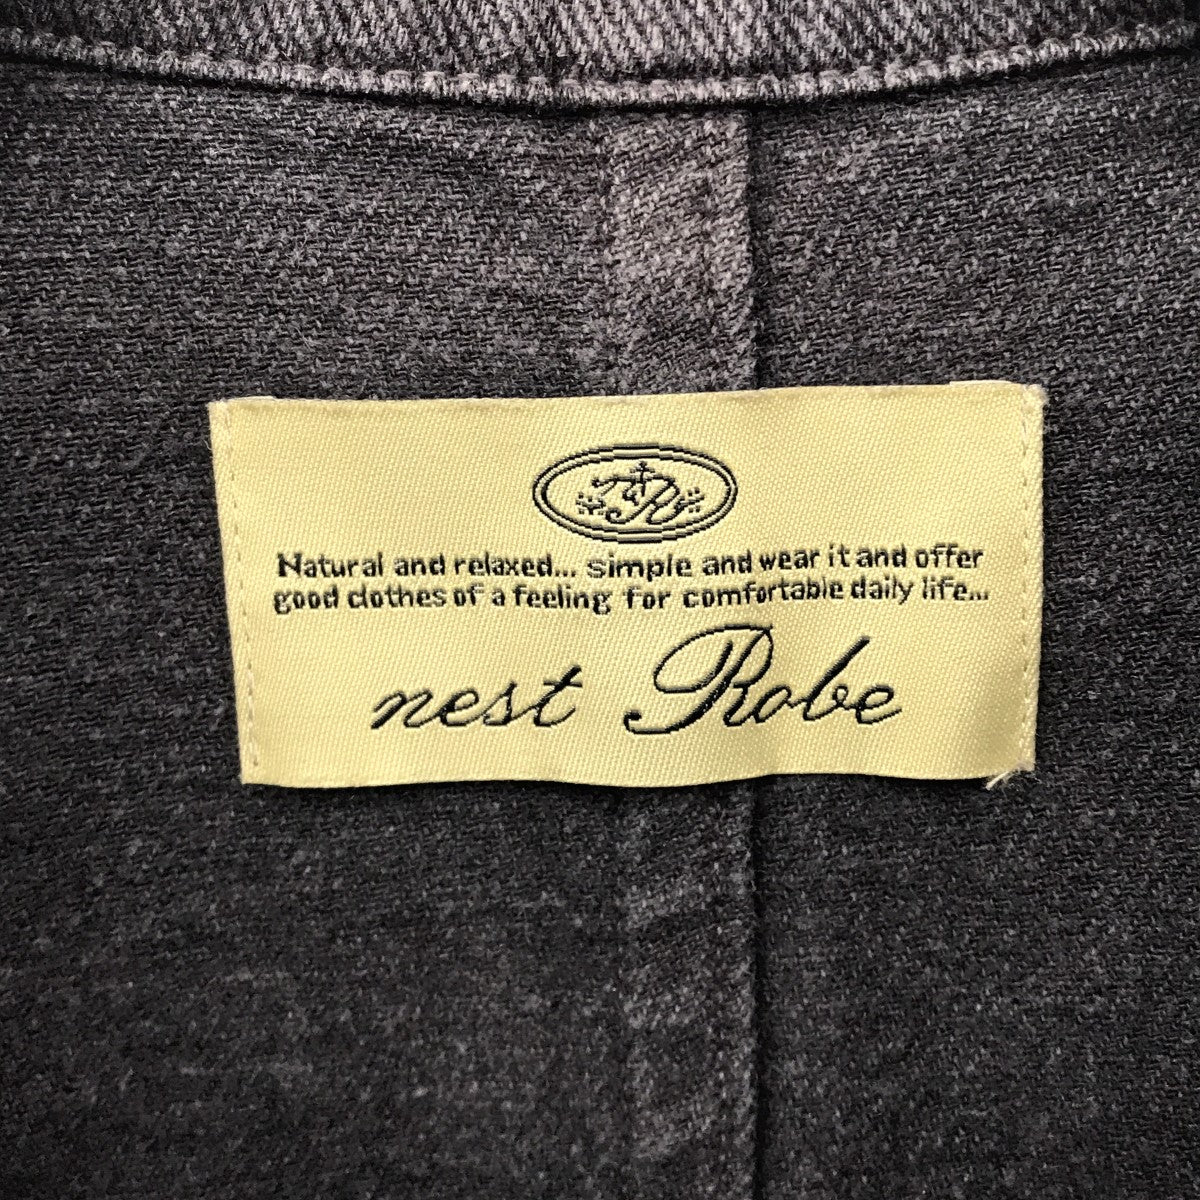 Natural and relaxed... simple and wear it and offer
good clothes of a feeling for comfortable daily life...
nest Robe